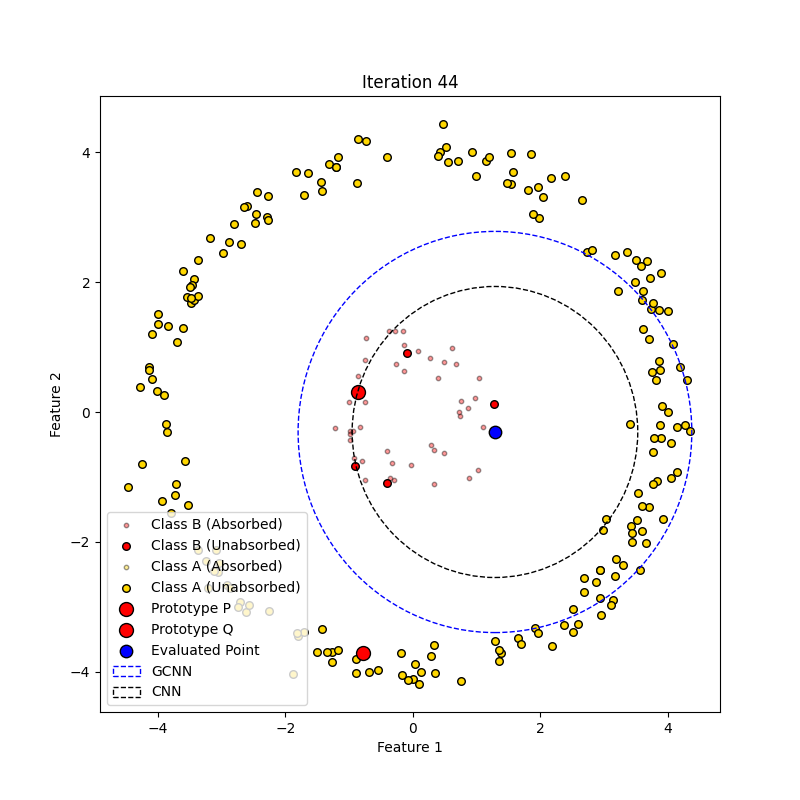 Iteration 44
Feature 2
4
2
0
−2
−4
Class B (Absorbed)
Class B (Unabsorbed)
Class A (Absorbed)
Class A (Unabsorbed)
Prototype P
Prototype Q
Evaluated Point
GCNN
CNN
−4 −2 0 2 4
Feature 1